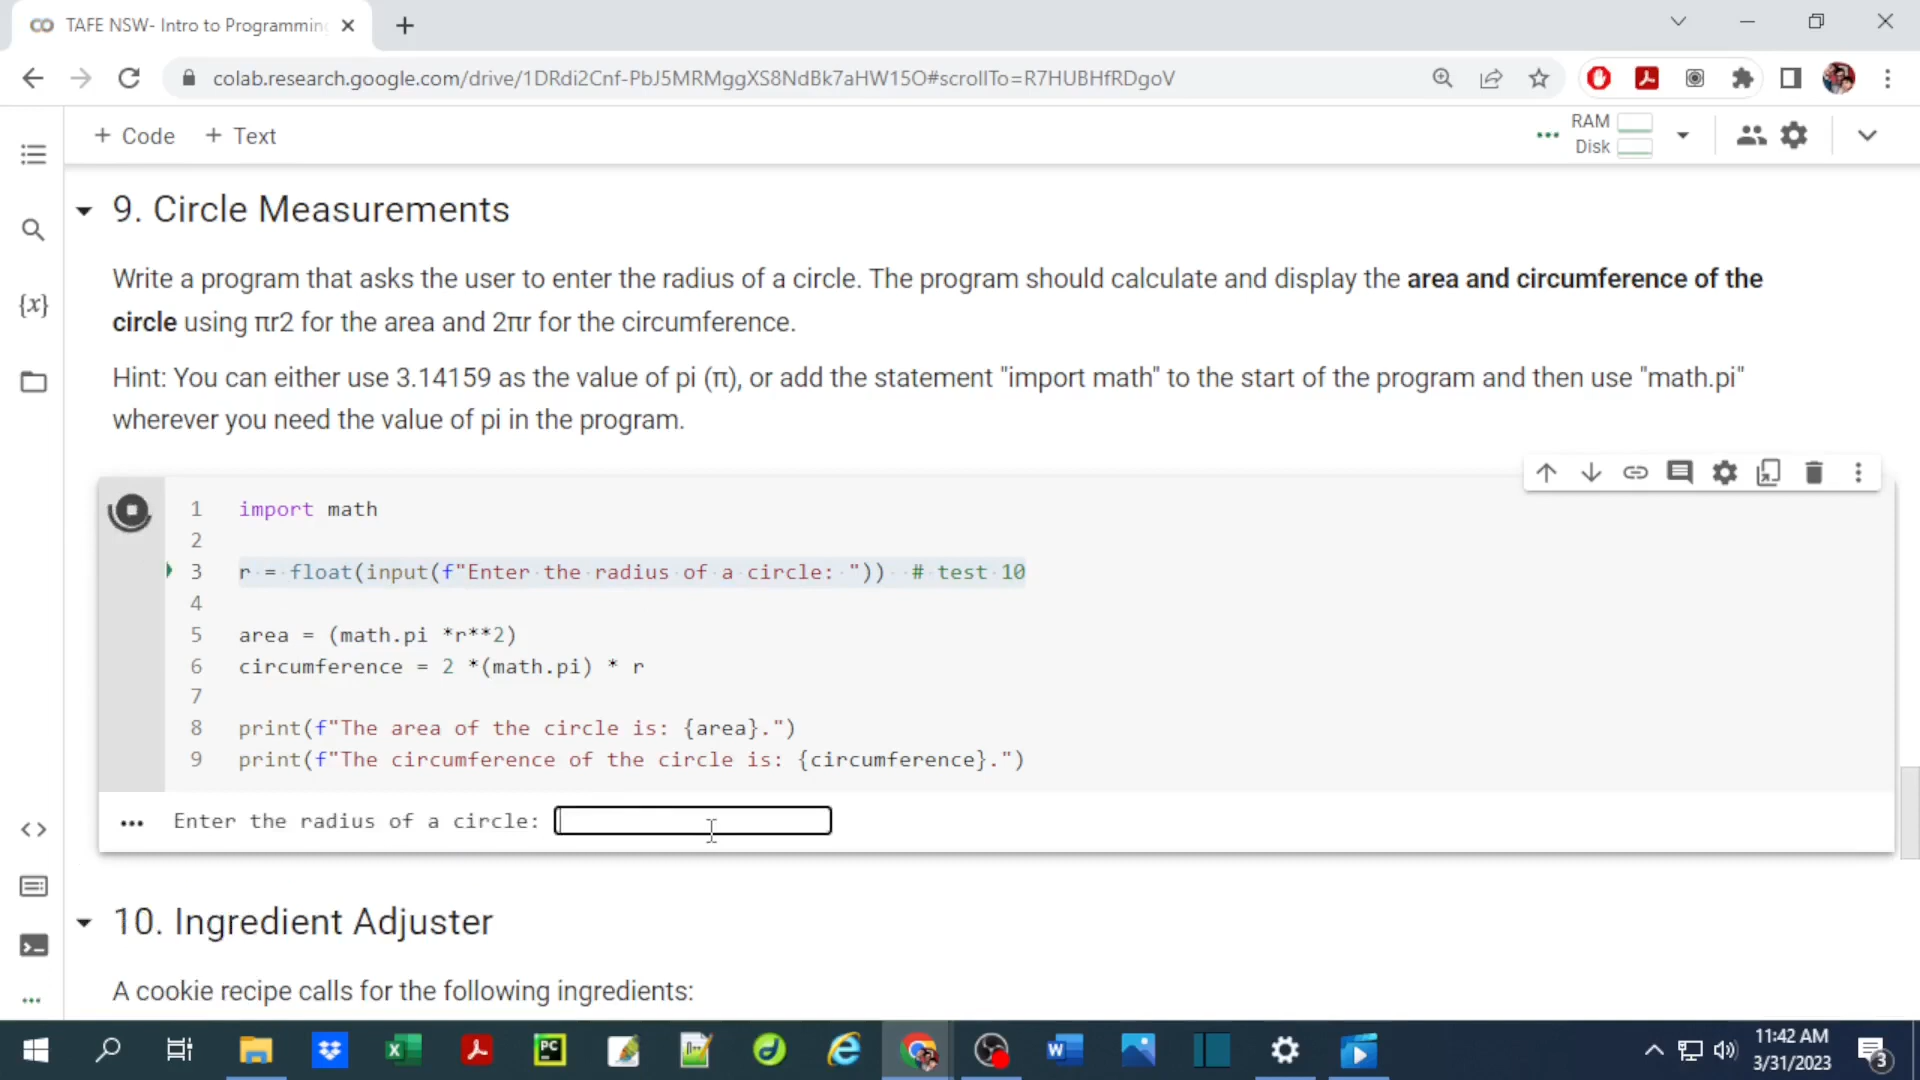 TAFE NSW- Intro to Programmin
colab.research.google.com/drive/1DRdi2Cnf-PbJ5MRMggXS8NdBk7aHW15O#scrollTo=R7HUBHfRDgoV
+ Code + Text
RAM
Disk
9. Circle Measurements
Write a program that asks the user to enter the radius of a circle. The program should calculate and display the area and circumference of the
circle using πr2 for the area and 2πr for the circumference.
Hint: You can either use 3.14159 as the value of pi (π), or add the statement "import math" to the start of the program and then use "math.pi"
wherever you need the value of pi in the program.
1 import math
2
3 r = float(input(f"Enter the radius of a circle: ")) # test 10
4
5 area = (math.pi *r**2)
6 circumference = 2 *(math.pi) * r
7
8 print(f"The area of the circle is: {area}.")
9 print(f"The circumference of the circle is: {circumference}.")
Enter the radius of a circle:
10. Ingredient Adjuster
A cookie recipe calls for the following ingredients:
11:42 AM
3/31/2023
3